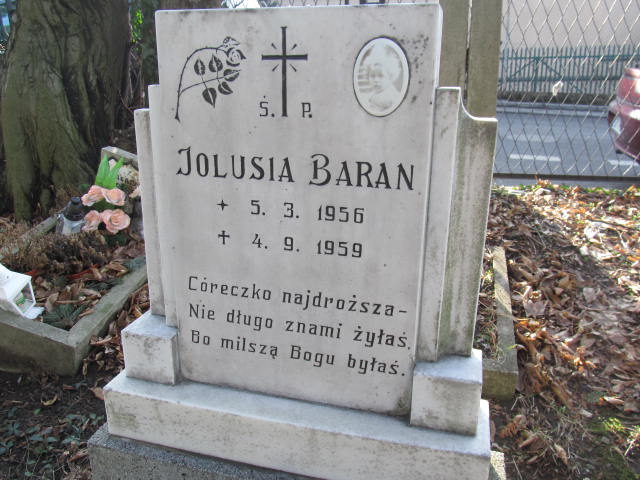 Ś. P.
JOLUSIA BARAN
+ 5. 3. 1956
+ 4. 9. 1959
Córeczko najdroższa-
Nie długo znami żyłaś,
Bo milszą Bogu byłaś.